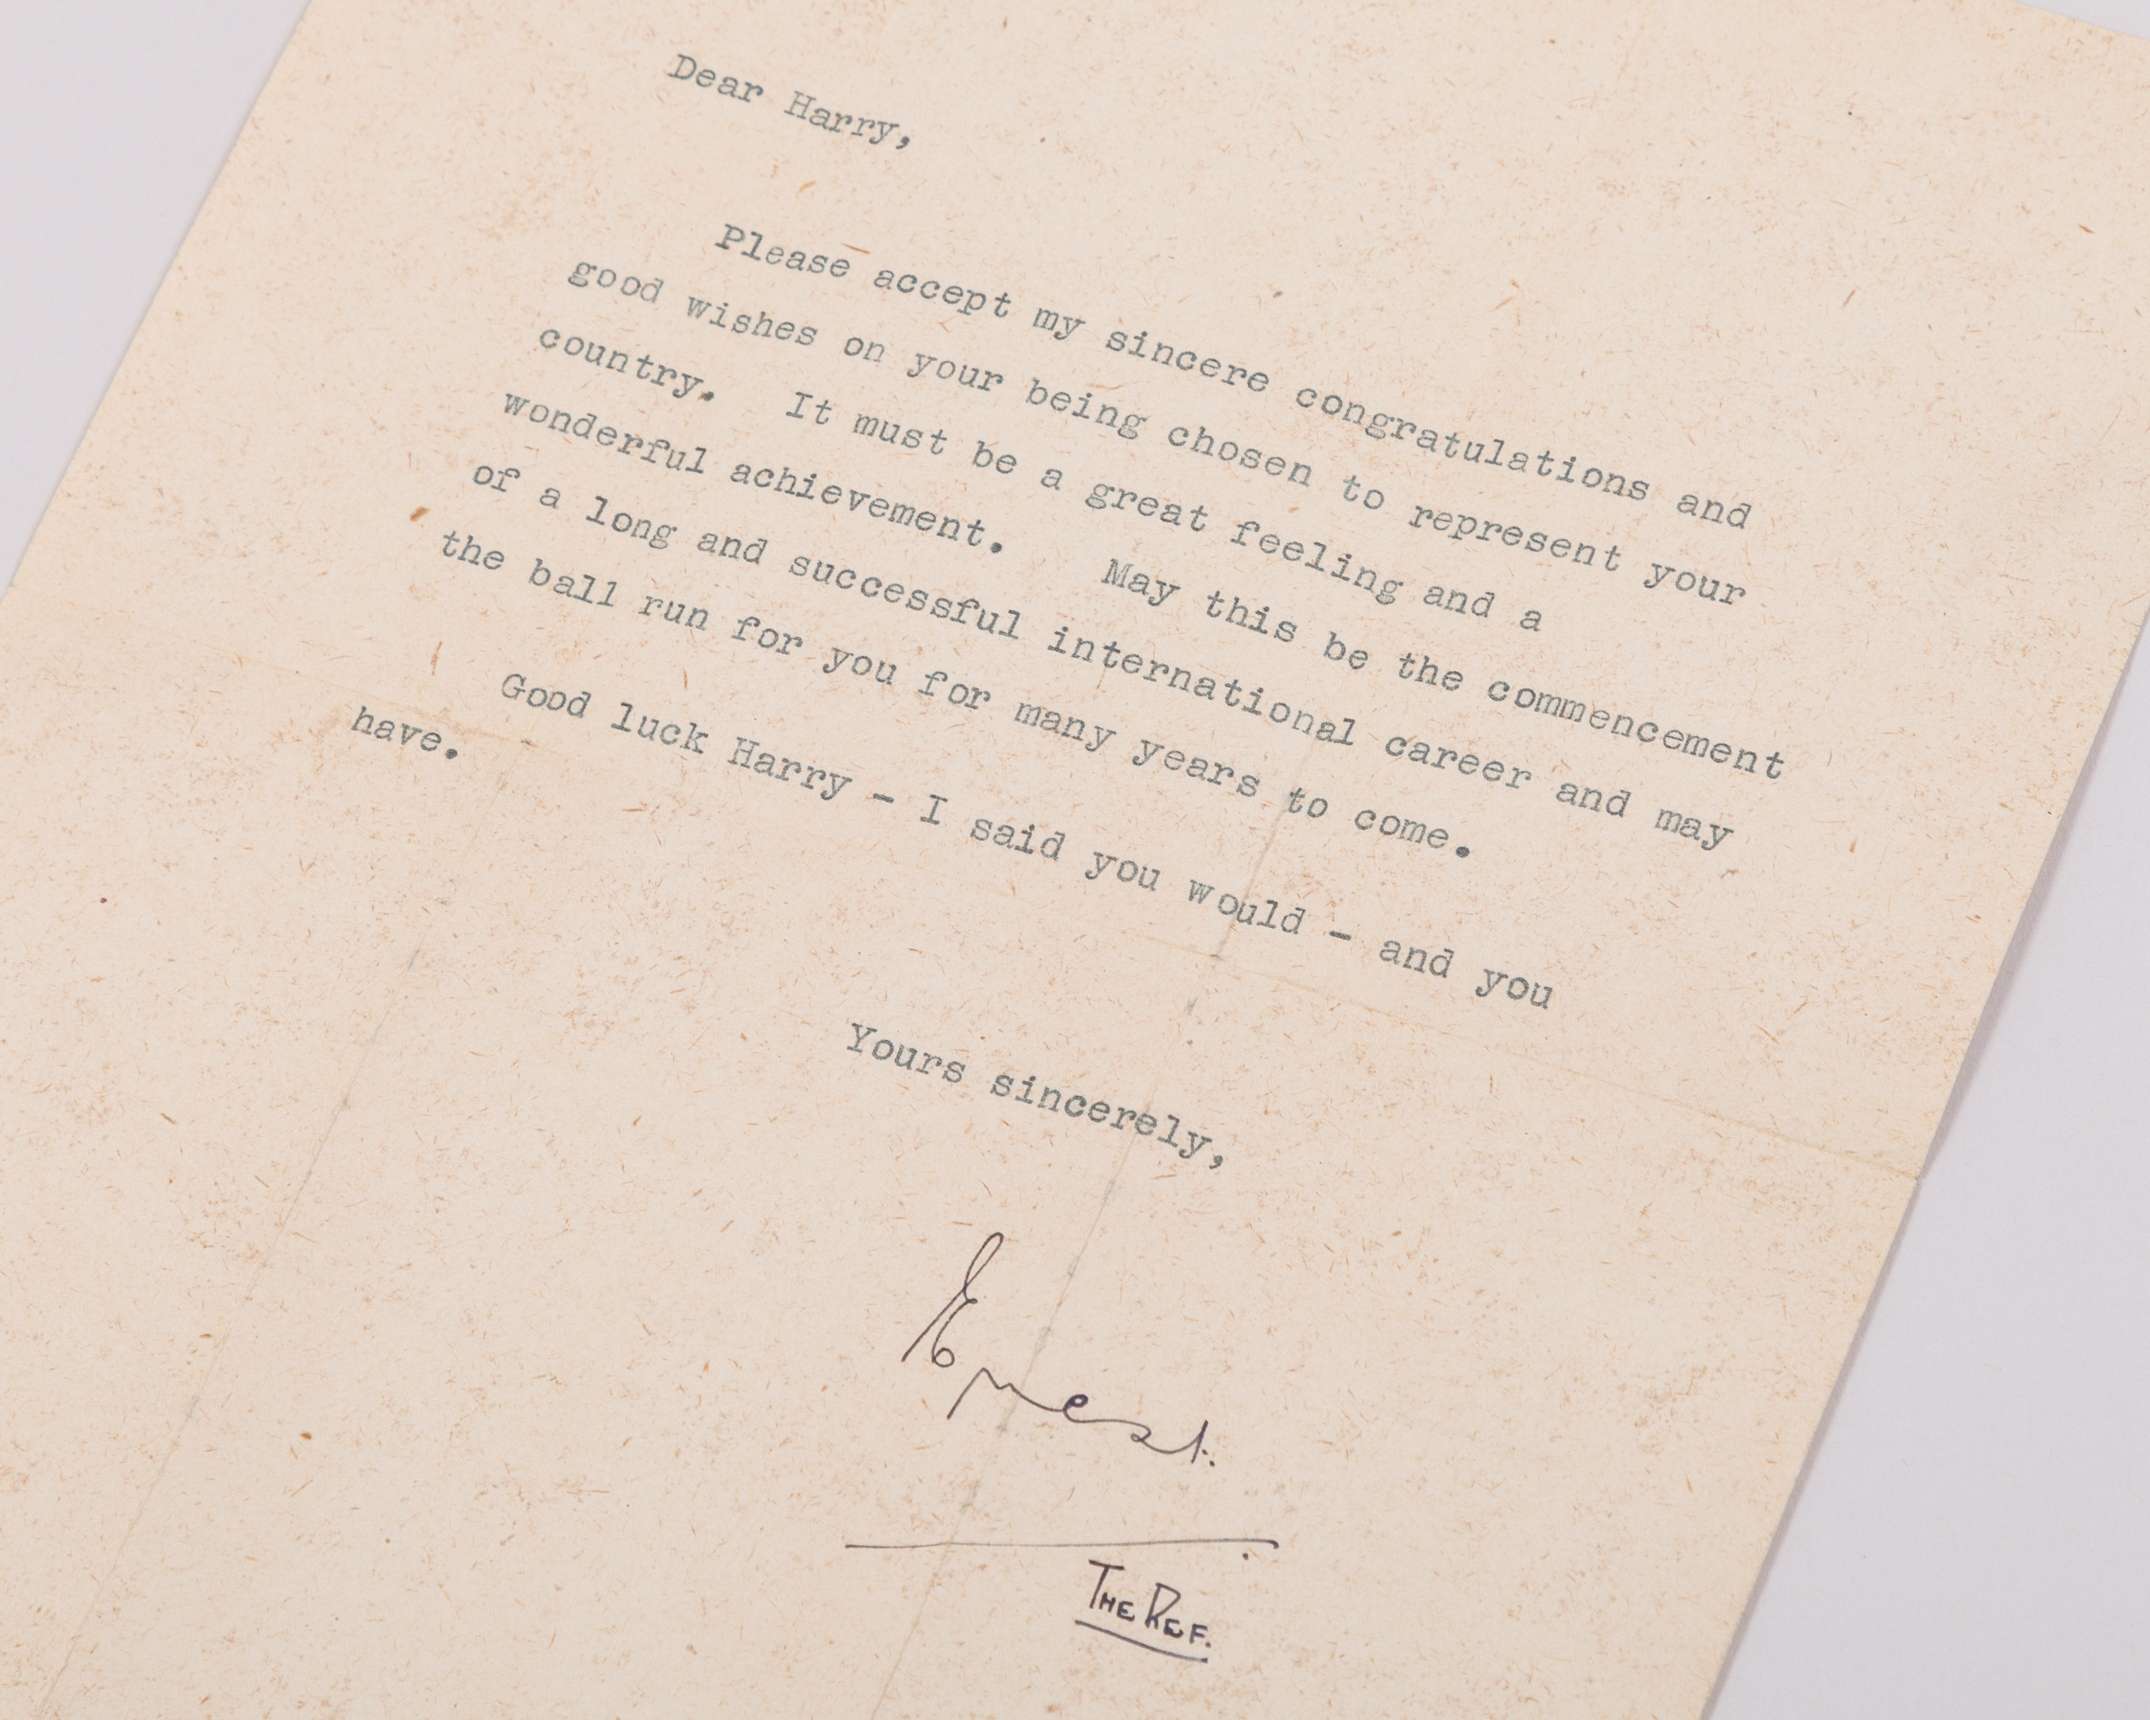 Dear Harry,
Please accept my sincere congratulations and
good wishes on your being chosen to represent your
country. It must be a great feeling and a
wonderful achievement. May this be the commencement
of a long and successful international career and may
the ball run for you for many years to come.
Good luck Harry - I said you would - and you
have.
Yours sincerely,
Ernest.
THE REF.